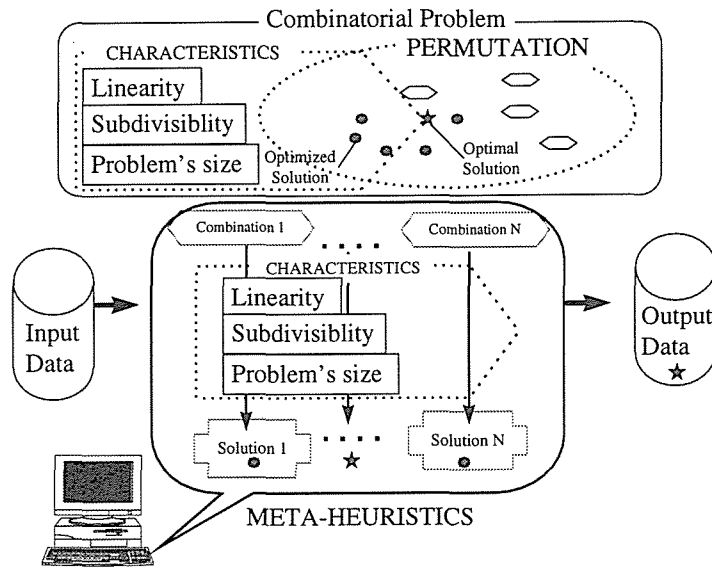 Combinatorial Problem
CHARACTERISTICS
PERMUTATION
Linearity
Subdivisiblity
Problem's size
Optimized
Solution
Optimal
Solution
Combination 1
Combination N
CHARACTERISTICS
Linearity
Subdivisiblity
Problem's size
Input
Data
Output
Data
Solution 1
Solution N
META-HEURISTICS